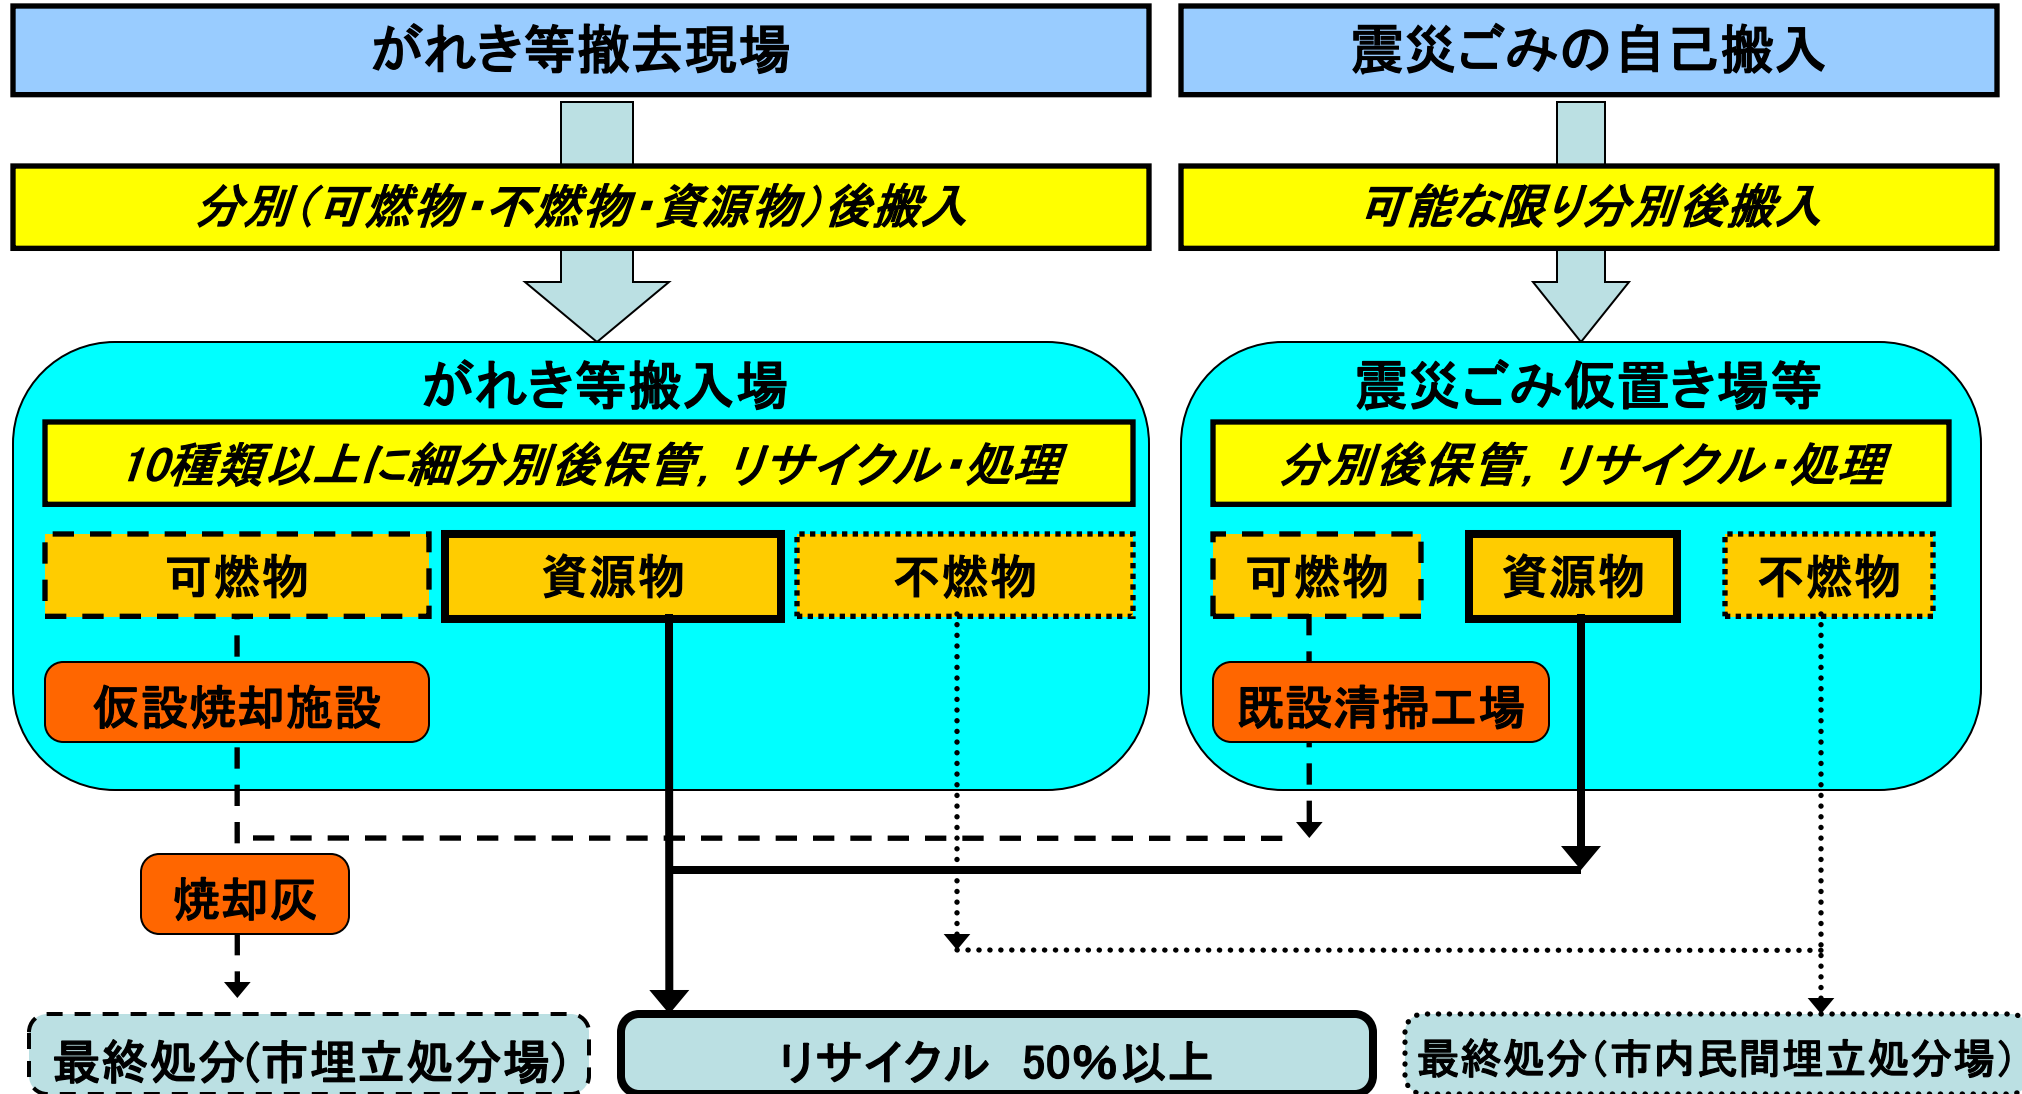 がれき等撤去現場
震災ごみの自己搬入
分別（可燃物・不燃物・資源物）後搬入
可能な限り分別後搬入
がれき等搬入場
震災ごみ仮置き場等
10種類以上に細分別後保管，リサイクル・処理
分別後保管，リサイクル・処理
可燃物
資源物
不燃物
可燃物
資源物
不燃物
仮設焼却施設
既設清掃工場
焼却灰
最終処分（市埋立処分場）
リサイクル　50％以上
最終処分（市内民間埋立処分場）